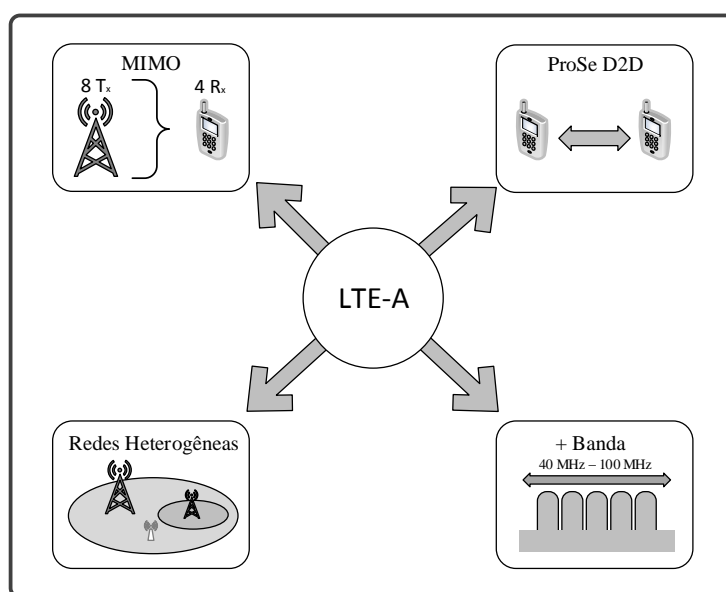 MIMO
8 Tx
4 Rx
ProSe D2D
LTE-A
Redes Heterogêneas
+ Banda
40 MHz – 100 MHz